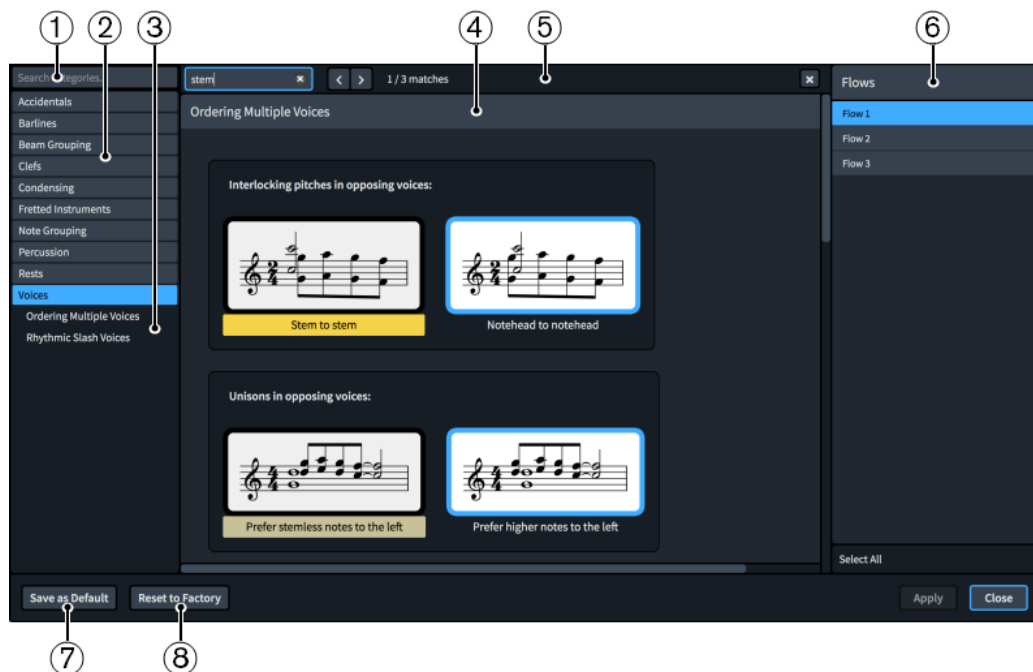 ① ② ③ ④ ⑤ ⑥
Search categories...
stem
1 / 3 matches
Flows
Accidentals
Barlines
Beam Grouping
Clefs
Condensing
Fretted Instruments
Note Grouping
Percussion
Rests
Voices
Ordering Multiple Voices
Rhythmic Slash Voices
Ordering Multiple Voices
Interlocking pitches in opposing voices:
Stem to stem
Notehead to notehead
Unisons in opposing voices:
Prefer stemless notes to the left
Prefer higher notes to the left
Flow 1
Flow 2
Flow 3
Select All
Save as Default
Reset to Factory
Apply
Close
⑦ ⑧